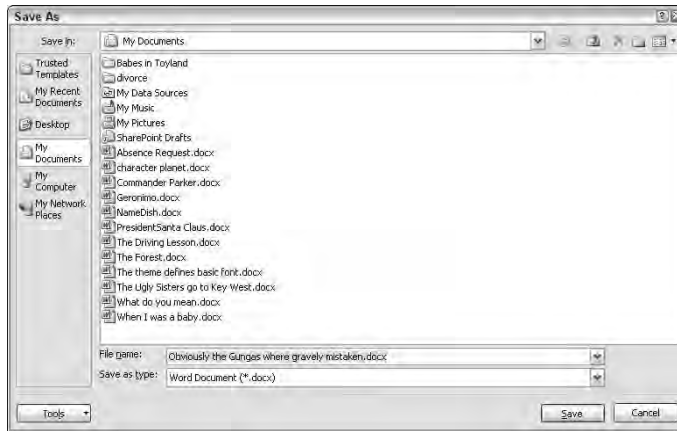 Save As
Save in:
My Documents
Trusted
Templates
My Recent
Documents
Desktop
My
Documents
My
Computer
My Network
Places
Babes in Toyland
divorce
My Data Sources
My Music
My Pictures
SharePoint Drafts
Absence Request.docx
character planet.docx
Commander Parker.docx
Geronimo.docx
NameDish.docx
PresidentSanta Claus.docx
The Driving Lesson.docx
The Forest.docx
The theme defines basic font.docx
The Ugly Sisters go to Key West.docx
What do you mean.docx
When I was a baby.docx
File name:
Obviously the Gungas where gravely mistaken.docx
Save as type:
Word Document (*.docx)
Tools
Save
Cancel